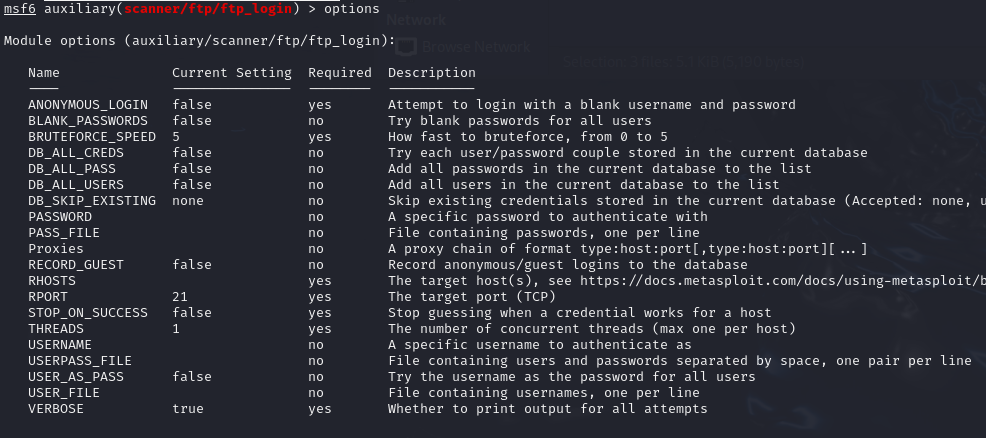 msf6 auxiliary(scanner/ftp/ftp_login) > options
Module options (auxiliary/scanner/ftp/ftp_login):
Name Current Setting Required Description
ANONYMOUS_LOGIN false yes Attempt to login with a blank username and password
BLANK_PASSWORDS false no Try blank passwords for all users
BRUTEFORCE_SPEED 5 yes How fast to bruteforce, from 0 to 5
DB_ALL_CREDS false no Try each user/password couple stored in the current database
DB_ALL_PASS false no Add all passwords in the current database to the list
DB_ALL_USERS false no Add all users in the current database to the list
DB_SKIP_EXISTING none no Skip existing credentials stored in the current database (Accepted: none, u
PASSWORD no A specific password to authenticate with
PASS_FILE no File containing passwords, one per line
Proxies no A proxy chain of format type:host:port[,type:host:port][...]
RECORD_GUEST false no Record anonymous/guest logins to the database
RHOSTS yes The target host(s), see https://docs.metasploit.com/docs/using-metasploit/b
RPORT 21 yes The target port (TCP)
STOP_ON_SUCCESS false yes Stop guessing when a credential works for a host
THREADS 1 yes The number of concurrent threads (max one per host)
USERNAME no A specific username to authenticate as
USERPASS_FILE no File containing users and passwords separated by space, one pair per line
USER_AS_PASS false no Try the username as the password for all users
USER_FILE no File containing usernames, one per line
VERBOSE true yes Whether to print output for all attempts
Network
Browse Network